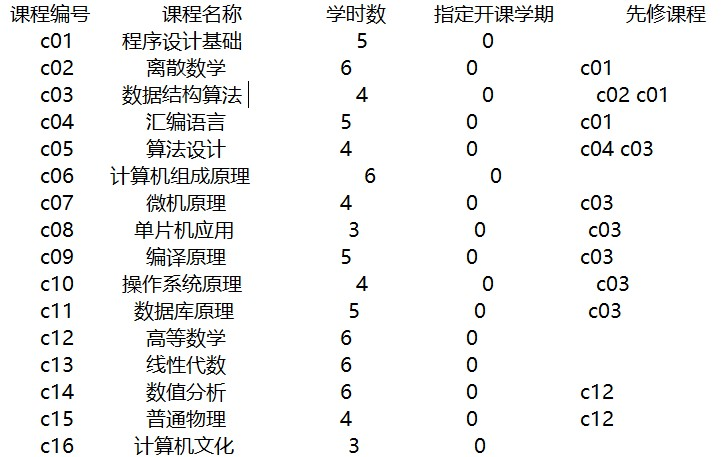 课程编号 课程名称 学时数 指定开课学期 先修课程
c01 程序设计基础 5 0
c02 离散数学 6 0 c01
c03 数据结构算法 4 0 c02 c01
c04 汇编语言 5 0 c01
c05 算法设计 4 0 c04 c03
c06 计算机组成原理 6 0
c07 微机原理 4 0 c03
c08 单片机应用 3 0 c03
c09 编译原理 5 0 c03
c10 操作系统原理 4 0 c03
c11 数据库原理 5 0 c03
c12 高等数学 6 0
c13 线性代数 6 0
c14 数值分析 6 0 c12
c15 普通物理 4 0 c12
c16 计算机文化 3 0